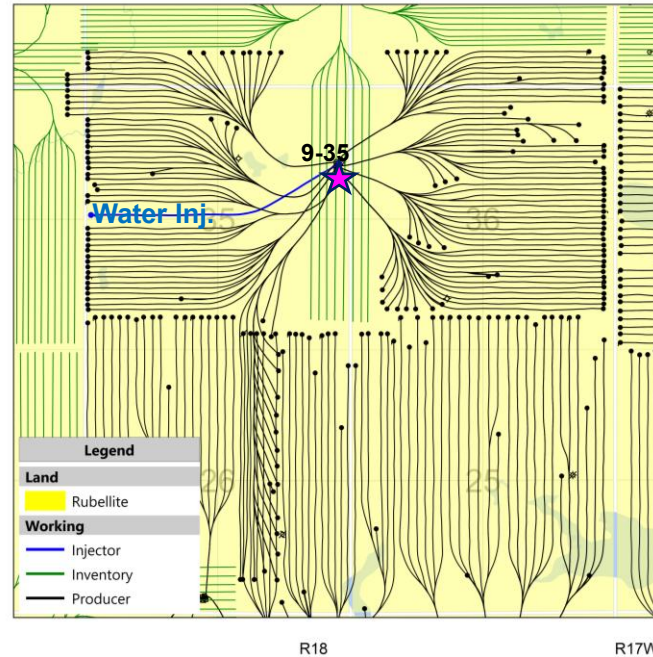 9-35
Water Inj.
35
36
Legend
Land
Rubellite
Working
Injector
Inventory
Producer
26
25
R18
R17W